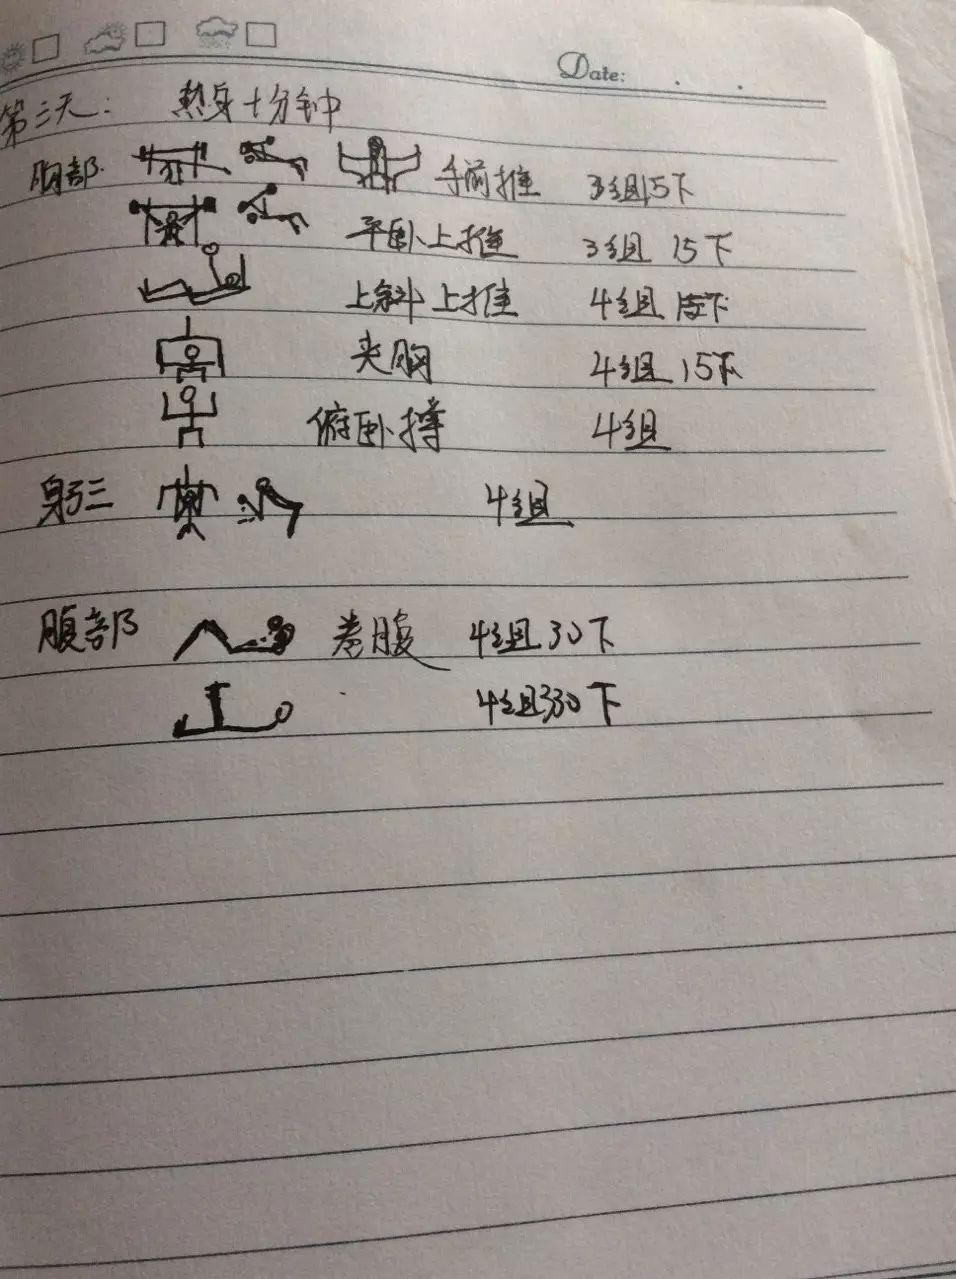 Date:
第三天: 热身十分钟
胸部 手前推 3组15下
平卧上推 3组 15下
上斜上推 4组 15下
夹胸 4组 15下
俯卧撑 4组
4组
腹部 卷腹 4组30下
4组330下